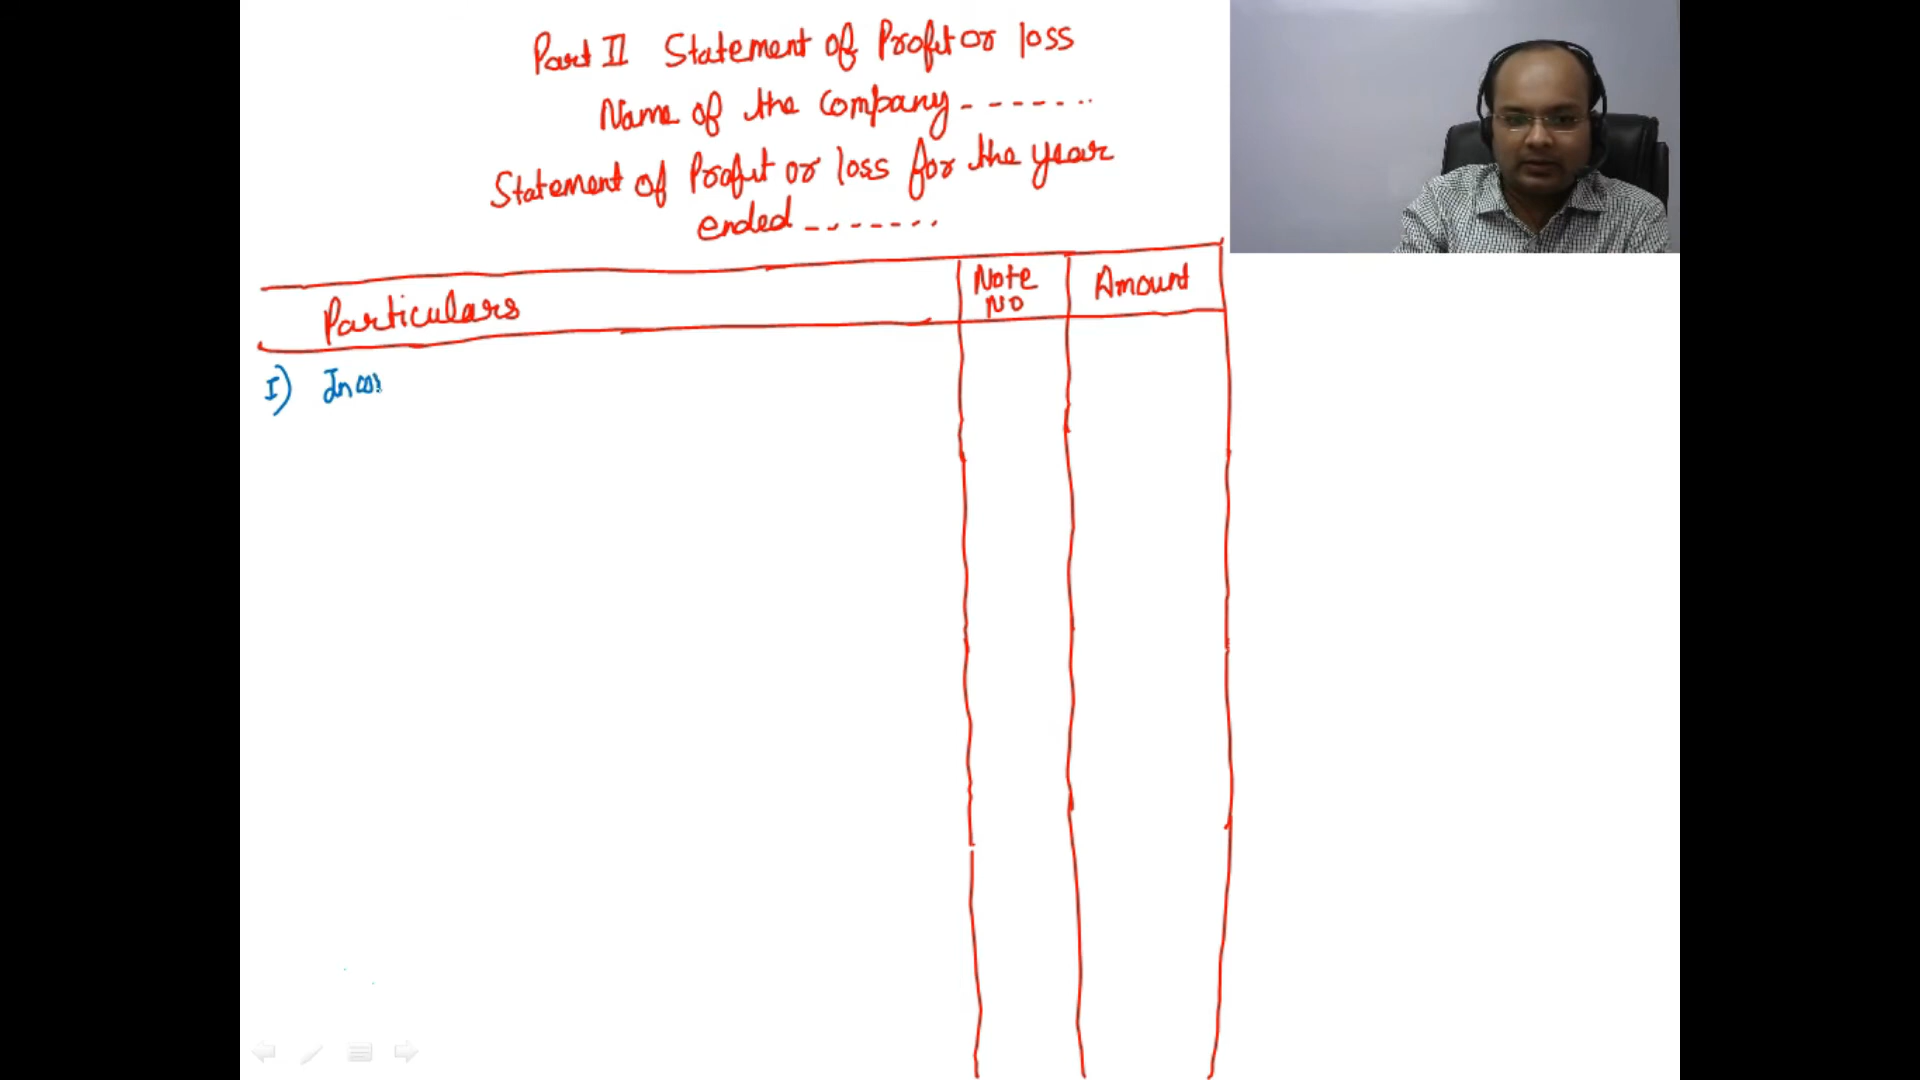 Part II Statement of Profit or loss
Name of the company -------
Statement of Profit or loss for the year
ended -------
Particulars Note No Amount
I) Inco